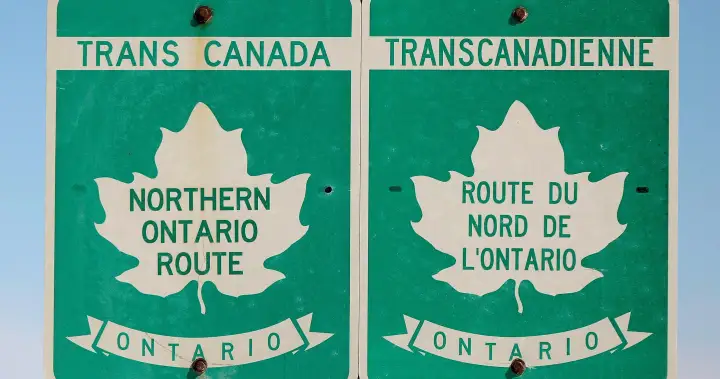 TRANS CANADA
NORTHERN
ONTARIO
ROUTE
ONTARIO
TRANSCANADIENNE
ROUTE DU
NORD DE
L'ONTARIO
ONTARIO